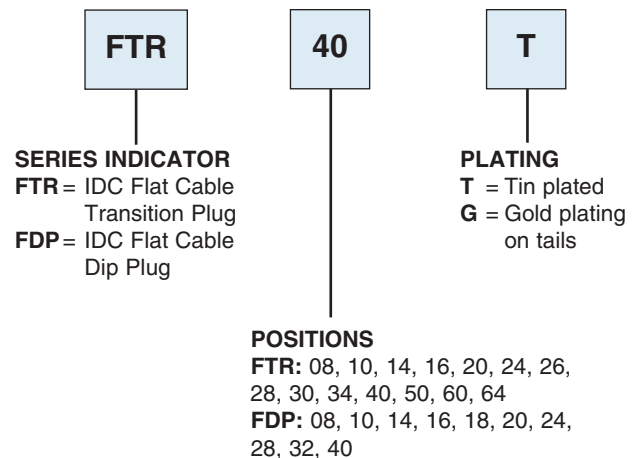 FTR 40 T
SERIES INDICATOR
FTR = IDC Flat Cable
Transition Plug
FDP = IDC Flat Cable
Dip Plug
PLATING
T = Tin plated
G = Gold plating
on tails
POSITIONS
FTR: 08, 10, 14, 16, 20, 24, 26,
28, 30, 34, 40, 50, 60, 64
FDP: 08, 10, 14, 16, 18, 20, 24,
28, 32, 40